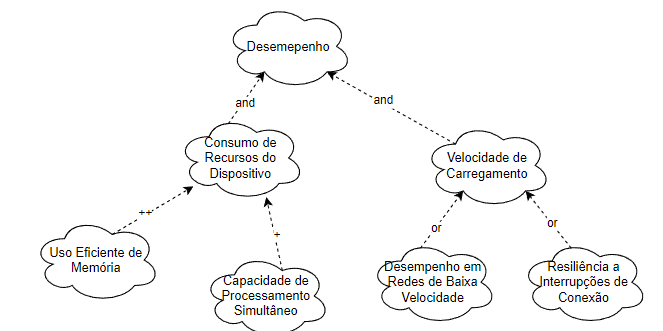 Desemepenho
and
and
Consumo de
Recursos do
Dispositivo
Velocidade de
Carregamento
++
+
or
or
Uso Eficiente de
Memória
Capacidade de
Processamento
Simultâneo
Desempenho em
Redes de Baixa
Velocidade
Resiliência a
Interrupções de
Conexão